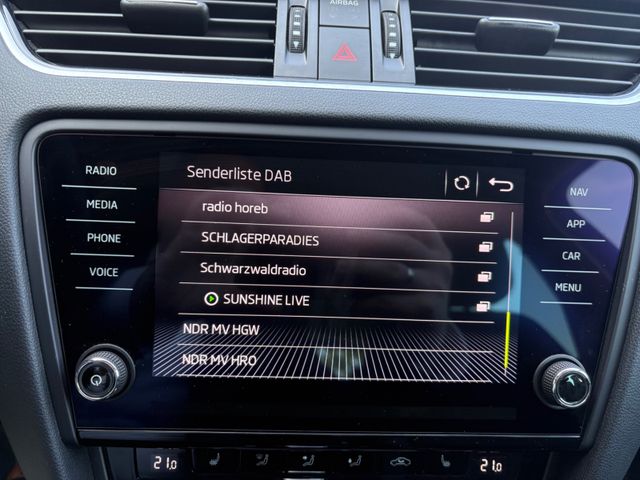 AIRBAG
RADIO
MEDIA
PHONE
VOICE
Senderliste DAB
radio horeb
SCHLAGERPARADIES
Schwarzwaldradio
SUNSHINE LIVE
NDR MV HGW
NDR MV HRO
NAV
APP
CAR
MENU
21.0
21.0